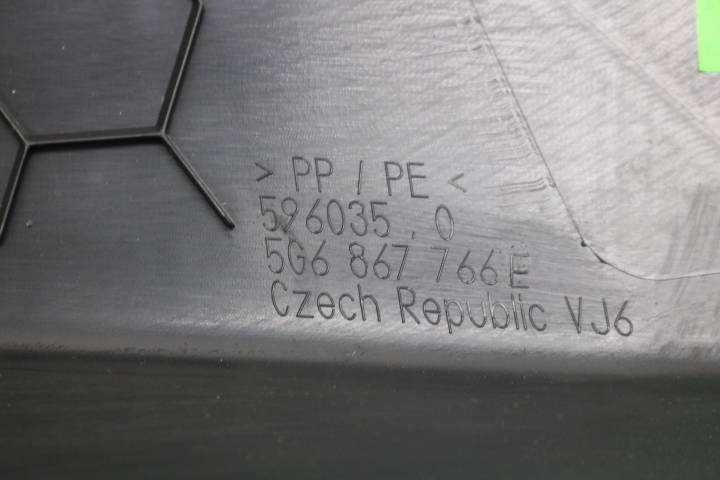 > PP / PE <
596035.0
5G6 867 766 E
Czech Republic VJ6